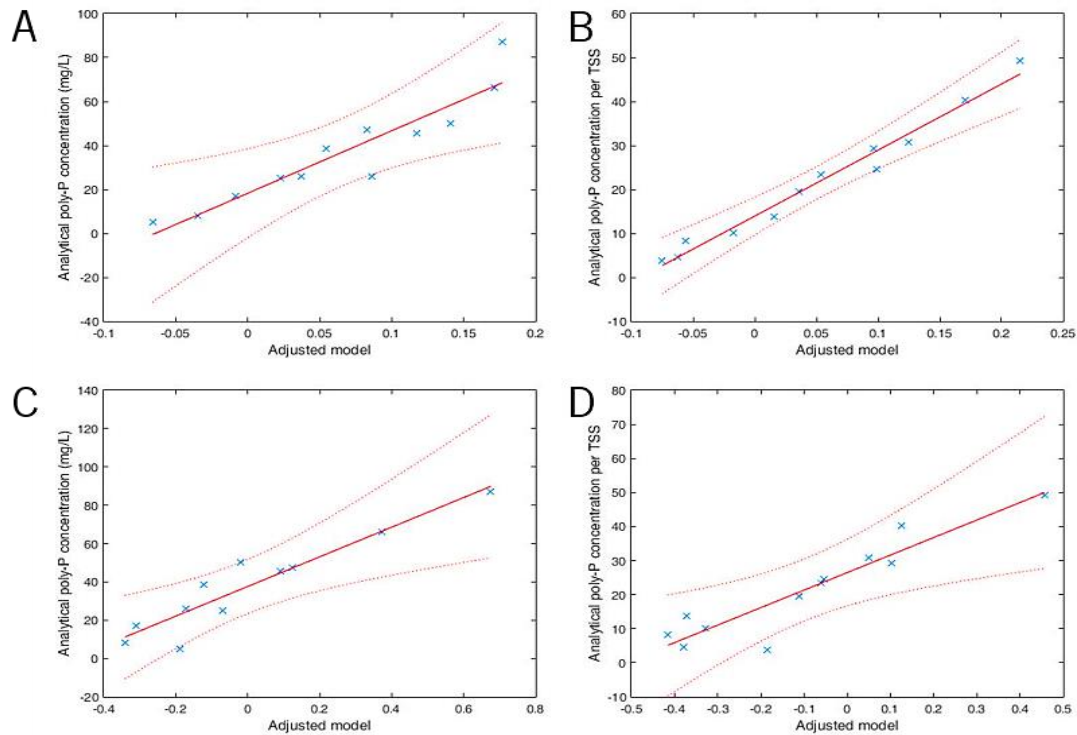 A
Analytical poly-P concentration (mg/L)
100
80
60
40
20
0
-20
-40
-0.1 -0.05 0 0.05 0.1 0.15 0.2
Adjusted model
B
Analytical poly-P concentration per TSS
60
50
40
30
20
10
0
-10
-0.1 -0.05 0 0.05 0.1 0.15 0.2 0.25
Adjusted model
C
Analytical poly-P concentration (mg/L)
140
120
100
80
60
40
20
0
-20
-0.4 -0.2 0 0.2 0.4 0.6 0.8
Adjusted model
D
Analytical poly-P concentration per TSS
80
70
60
50
40
30
20
10
0
-10
-0.5 -0.4 -0.3 -0.2 -0.1 0 0.1 0.2 0.3 0.4 0.5
Adjusted model